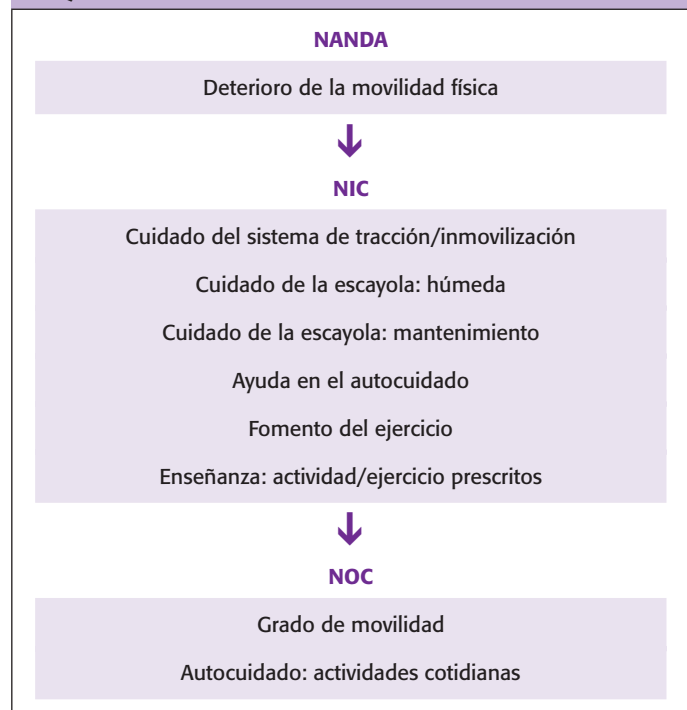 NANDA
Deterioro de la movilidad física
NIC
Cuidado del sistema de tracción/inmovilización
Cuidado de la escayola: húmeda
Cuidado de la escayola: mantenimiento
Ayuda en el autocuidado
Fomento del ejercicio
Enseñanza: actividad/ejercicio prescritos
NOC
Grado de movilidad
Autocuidado: actividades cotidianas